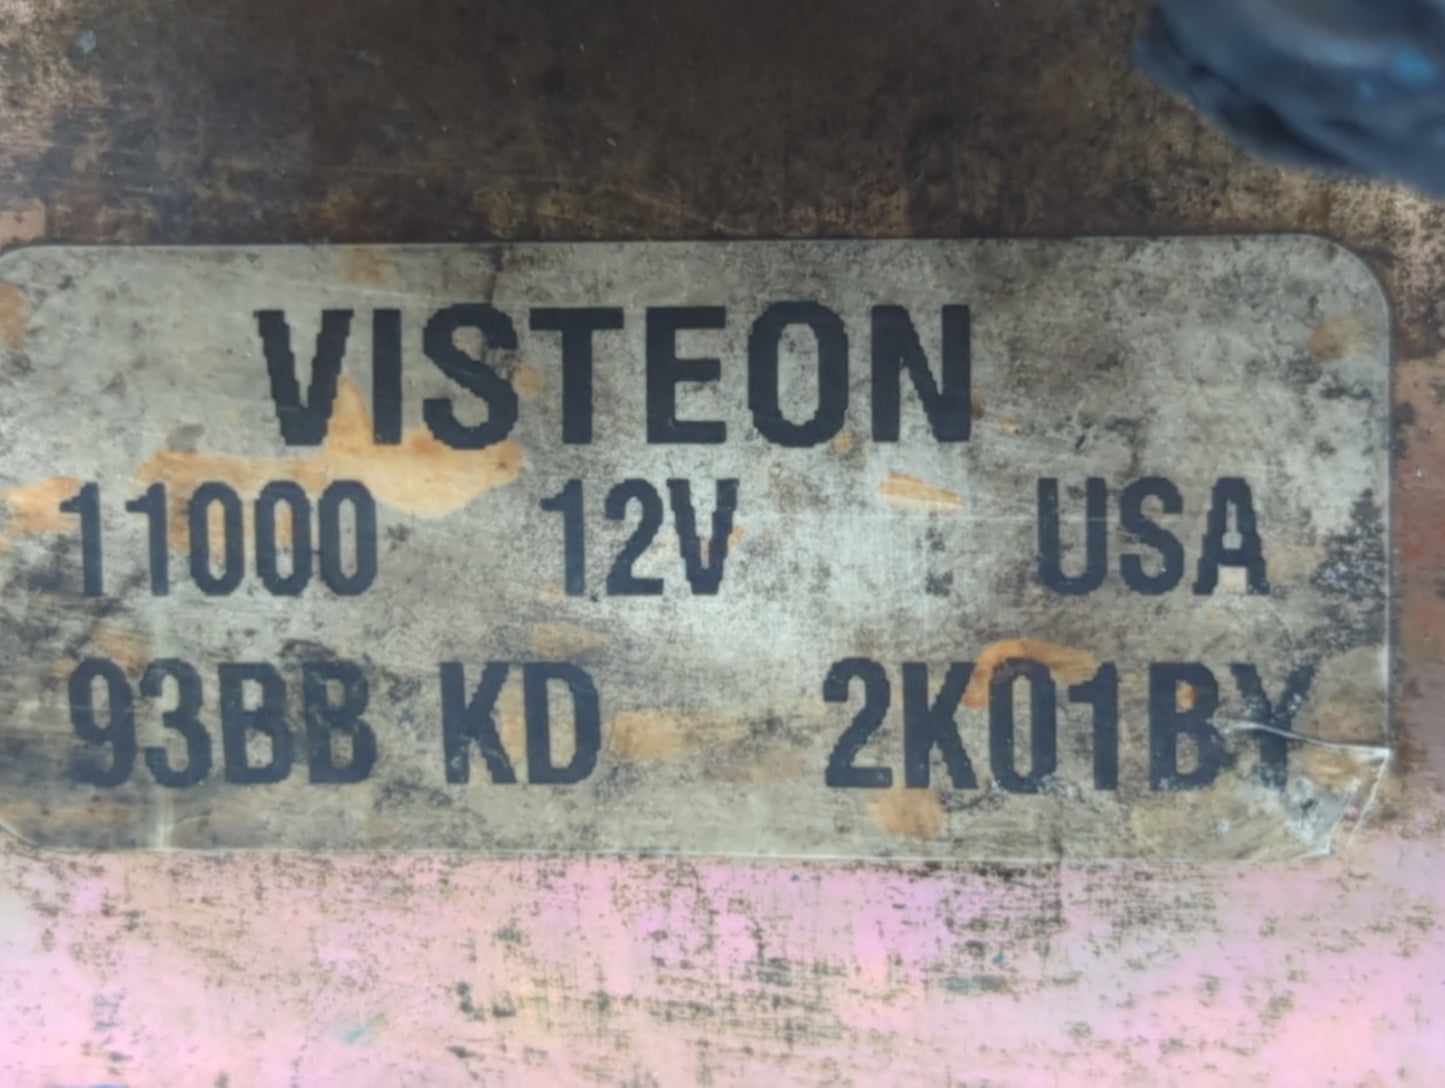 VISTEON
11000 12V USA
93BB KD 2K01BY